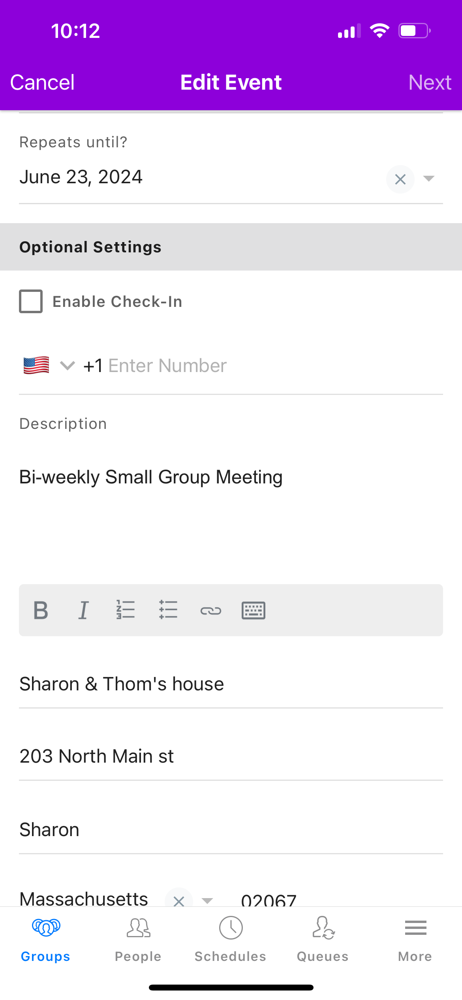 10:12
Cancel
Edit Event
Next
Repeats until?
June 23, 2024
Optional Settings
Enable Check-In
+1 Enter Number
Description
Bi-weekly Small Group Meeting
B I
Sharon & Thom's house
203 North Main st
Sharon
Massachusetts 02067
Groups People Schedules Queues More